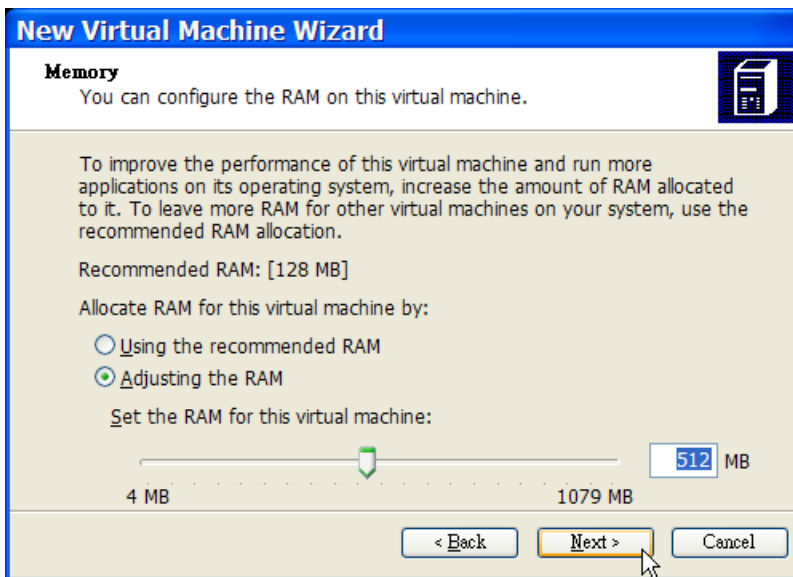 New Virtual Machine Wizard
Memory
You can configure the RAM on this virtual machine.
To improve the performance of this virtual machine and run more
applications on its operating system, increase the amount of RAM allocated
to it. To leave more RAM for other virtual machines on your system, use the
recommended RAM allocation.
Recommended RAM: [128 MB]
Allocate RAM for this virtual machine by:
Using the recommended RAM
Adjusting the RAM
Set the RAM for this virtual machine:
512 MB
4 MB 1079 MB
< Back Next > Cancel